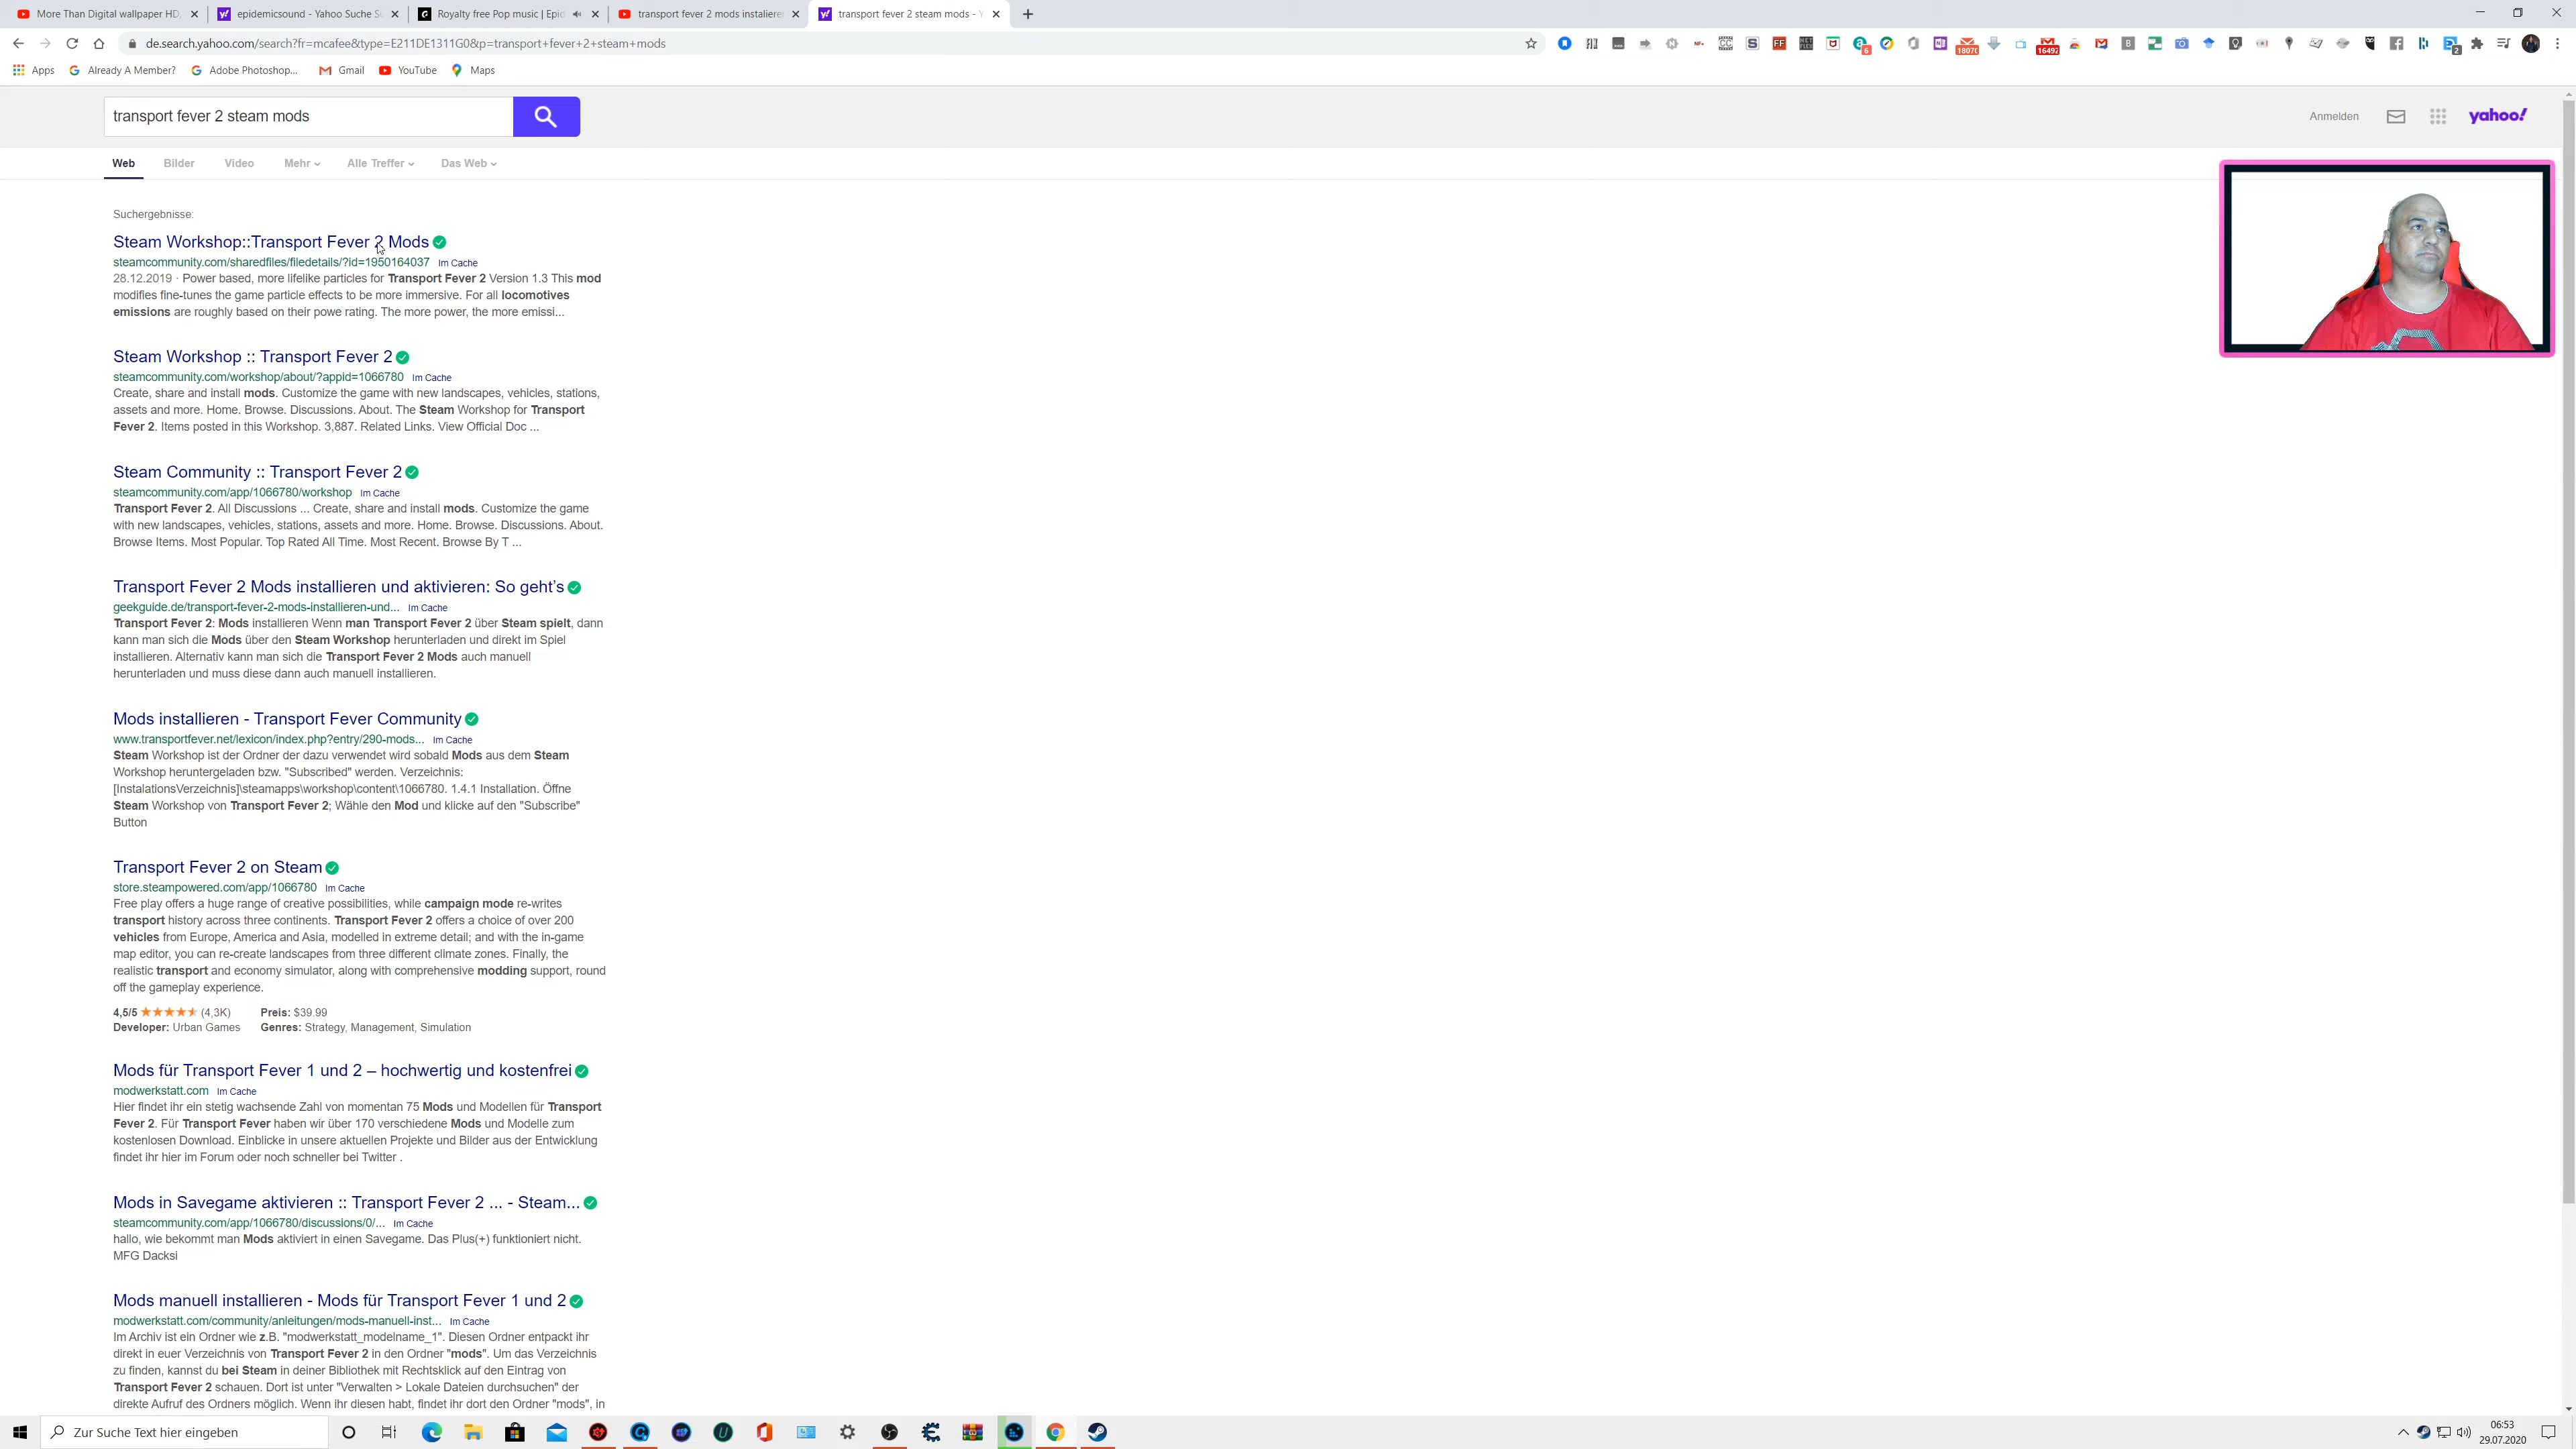 More Than Digital wallpaper HD,
epidemicsound - Yahoo Suche Su
Royalty free Pop music | Epid
transport fever 2 mods installieren
transport fever 2 steam mods - Y
de.search.yahoo.com/search?fr=mcafee&type=E211DE1311G0&p=transport+fever+2+steam+mods
Apps Already A Member? Adobe Photoshop... Gmail YouTube Maps
transport fever 2 steam mods
Anmelden yahoo!
Web Bilder Video Mehr Alle Treffer Das Web
Suchergebnisse:
Steam Workshop::Transport Fever 2 Mods
steamcommunity.com/sharedfiles/filedetails/?id=1950164037 Im Cache
28.12.2019 · Power based, more lifelike particles for Transport Fever 2 Version 1.3 This mod
modifies fine-tunes the game particle effects to be more immersive. For all locomotives
emissions are roughly based on their powe rating. The more power, the more emissi...
Steam Workshop :: Transport Fever 2
steamcommunity.com/workshop/about/?appid=1066780 Im Cache
Create, share and install mods. Customize the game with new landscapes, vehicles, stations,
assets and more. Home. Browse. Discussions. About. The Steam Workshop for Transport
Fever 2. Items posted in this Workshop. 3,887. Related Links. View Official Doc ...
Steam Community :: Transport Fever 2
steamcommunity.com/app/1066780/workshop Im Cache
Transport Fever 2. All Discussions ... Create, share and install mods. Customize the game
with new landscapes, vehicles, stations, assets and more. Home. Browse. Discussions. About.
Browse Items. Most Popular. Top Rated All Time. Most Recent. Browse By T ...
Transport Fever 2 Mods installieren und aktivieren: So geht's
geekguide.de/transport-fever-2-mods-installieren-und... Im Cache
Transport Fever 2: Mods installieren Wenn man Transport Fever 2 über Steam spielt, dann
kann man sich die Mods über den Steam Workshop herunterladen und direkt im Spiel
installieren. Alternativ kann man sich die Transport Fever 2 Mods auch manuell
herunterladen und muss diese dann auch manuell installieren.
Mods installieren - Transport Fever Community
www.transportfever.net/lexicon/index.php?entry/290-mods... Im Cache
Steam Workshop ist der Ordner der dazu verwendet wird sobald Mods aus dem Steam
Workshop heruntergeladen bzw. "Subscribed" werden. Verzeichnis:
[InstalationsVerzeichnis]\steamapps\workshop\content\1066780. 1.4.1 Installation. Öffne
Steam Workshop von Transport Fever 2; Wähle den Mod und klicke auf den "Subscribe"
Button
Transport Fever 2 on Steam
store.steampowered.com/app/1066780 Im Cache
Free play offers a huge range of creative possibilities, while campaign mode re-writes
transport history across three continents. Transport Fever 2 offers a choice of over 200
vehicles from Europe, America and Asia, modelled in extreme detail; and with the in-game
map editor, you can re-create landscapes from three different climate zones. Finally, the
realistic transport and economy simulator, along with comprehensive modding support, round
off the gameplay experience.
4,5/5 (4,3K) Preis: $39.99
Developer: Urban Games Genres: Strategy, Management, Simulation
Mods für Transport Fever 1 und 2 – hochwertig und kostenfrei
modwerkstatt.com Im Cache
Hier findet ihr ein stetig wachsende Zahl von momentan 75 Mods und Modellen für Transport
Fever 2. Für Transport Fever haben wir über 170 verschiedene Mods und Modelle zum
kostenlosen Download. Einblicke in unsere aktuellen Projekte und Bilder aus der Entwicklung
findet ihr hier im Forum oder noch schneller bei Twitter .
Mods in Savegame aktivieren :: Transport Fever 2 ... - Steam...
steamcommunity.com/app/1066780/discussions/0/... Im Cache
hallo, wie bekommt man Mods aktiviert in einen Savegame. Das Plus(+) funktioniert nicht.
MFG Dacksi
Mods manuell installieren - Mods für Transport Fever 1 und 2
modwerkstatt.com/community/anleitungen/mods-manuell-inst... Im Cache
Im Archiv ist ein Ordner wie z.B. "modwerkstatt_modelname_1". Diesen Ordner entpackt ihr
direkt in euer Verzeichnis von Transport Fever 2 in den Ordner "mods". Um das Verzeichnis
zu finden, kannst du bei Steam in deiner Bibliothek mit Rechtsklick auf den Eintrag von
Transport Fever 2 schauen. Dort ist unter "Verwalten > Lokale Dateien durchsuchen" der
direkte Aufruf des Ordners möglich. Wenn ihr diesen habt, findet ihr dort den Ordner "mods", in
Zur Suche Text hier eingeben
06:53
29.07.2020